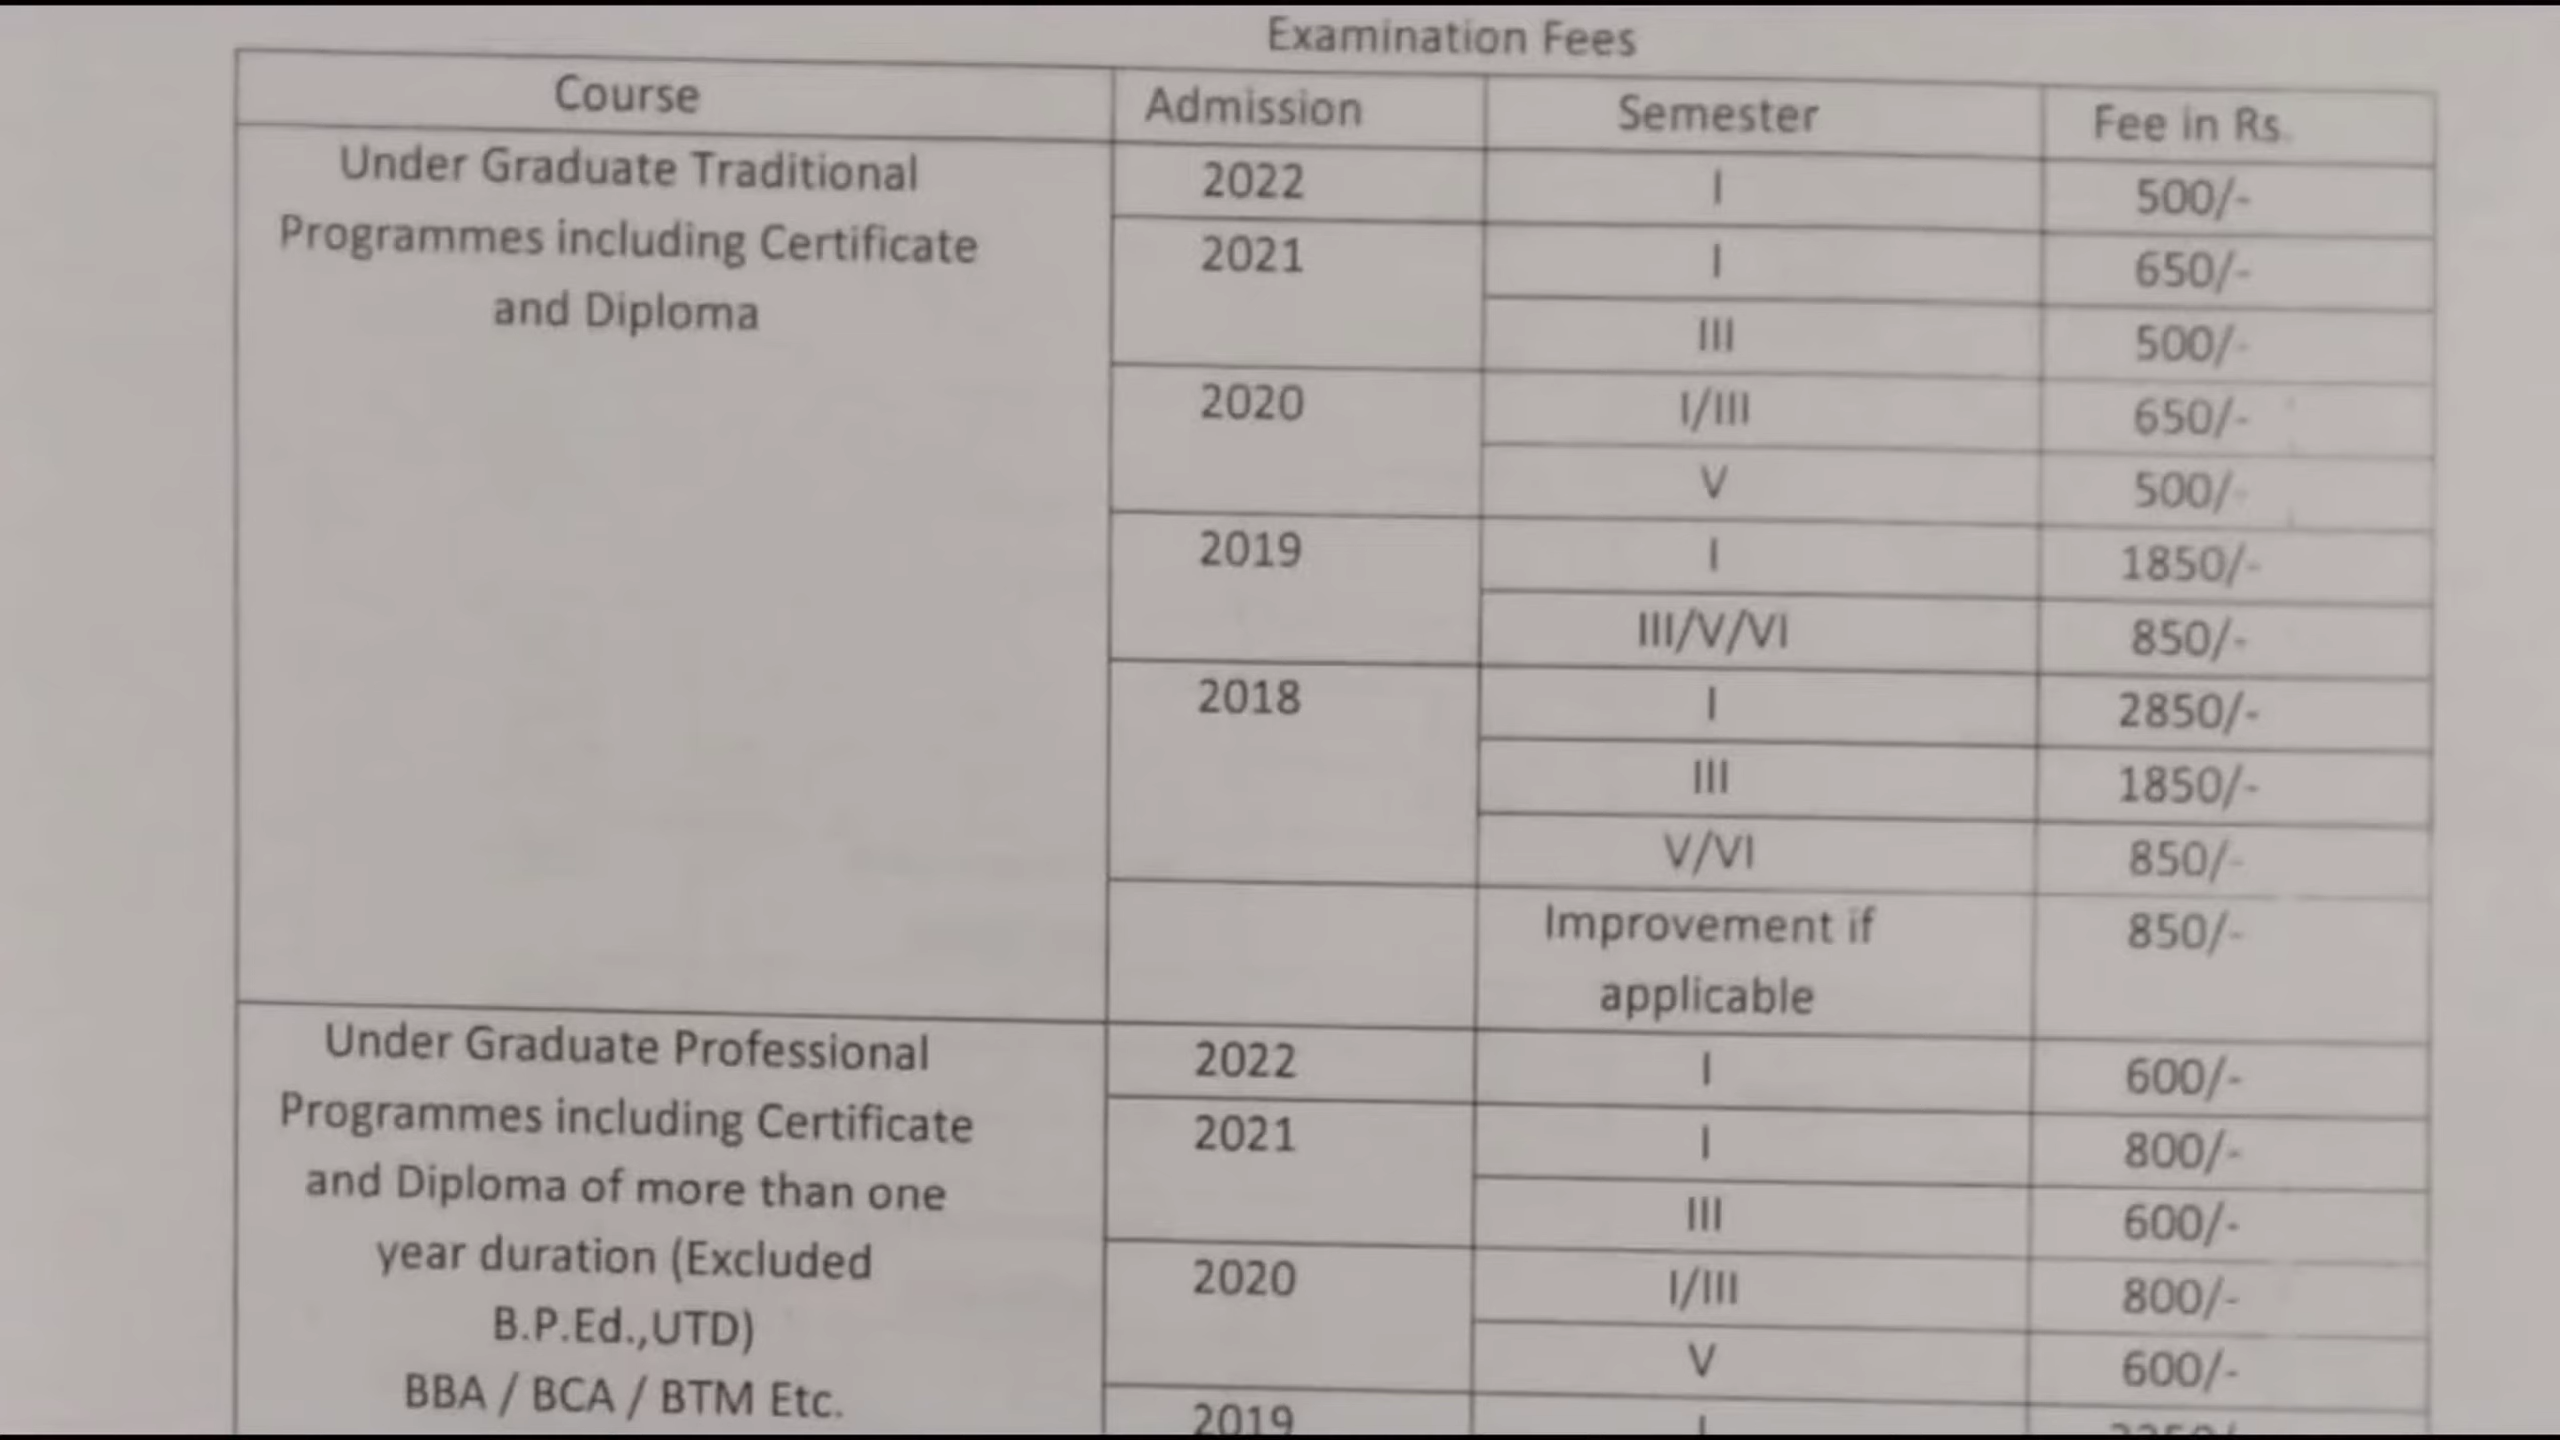 Examination Fees
Course Admission Semester Fee in Rs.
Under Graduate Traditional
Programmes including Certificate
and Diploma
2022 I 500/-
2021 I 650/-
III 500/-
2020 I/III 650/-
V 500/-
2019 I 1850/-
III/V/VI 850/-
2018 I 2850/-
III 1850/-
V/VI 850/-
Improvement if
applicable
850/-
Under Graduate Professional
Programmes including Certificate
and Diploma of more than one
year duration (Excluded
B.P.Ed.,UTD)
BBA / BCA / BTM Etc.
2022 I 600/-
2021 I 800/-
III 600/-
2020 I/III 800/-
V 600/-
2019 I